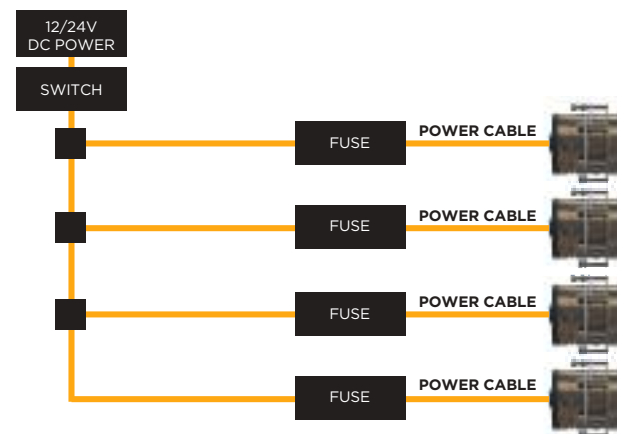 12/24V
DC POWER
SWITCH
FUSE
POWER CABLE
FUSE
POWER CABLE
FUSE
POWER CABLE
FUSE
POWER CABLE